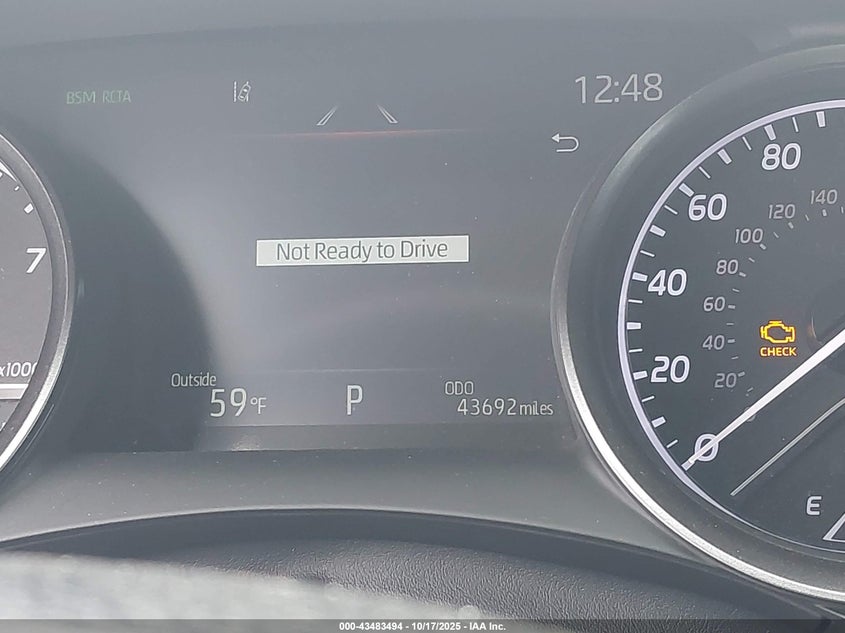 BSM RCTA
12:48
Not Ready to Drive
7
x1000
Outside
59°F
P
ODO
43692 miles
80
60
40
20
0
140
120
100
80
60
40
20
CHECK
E
000-43483494 - 10/17/2025 - IAA Inc.